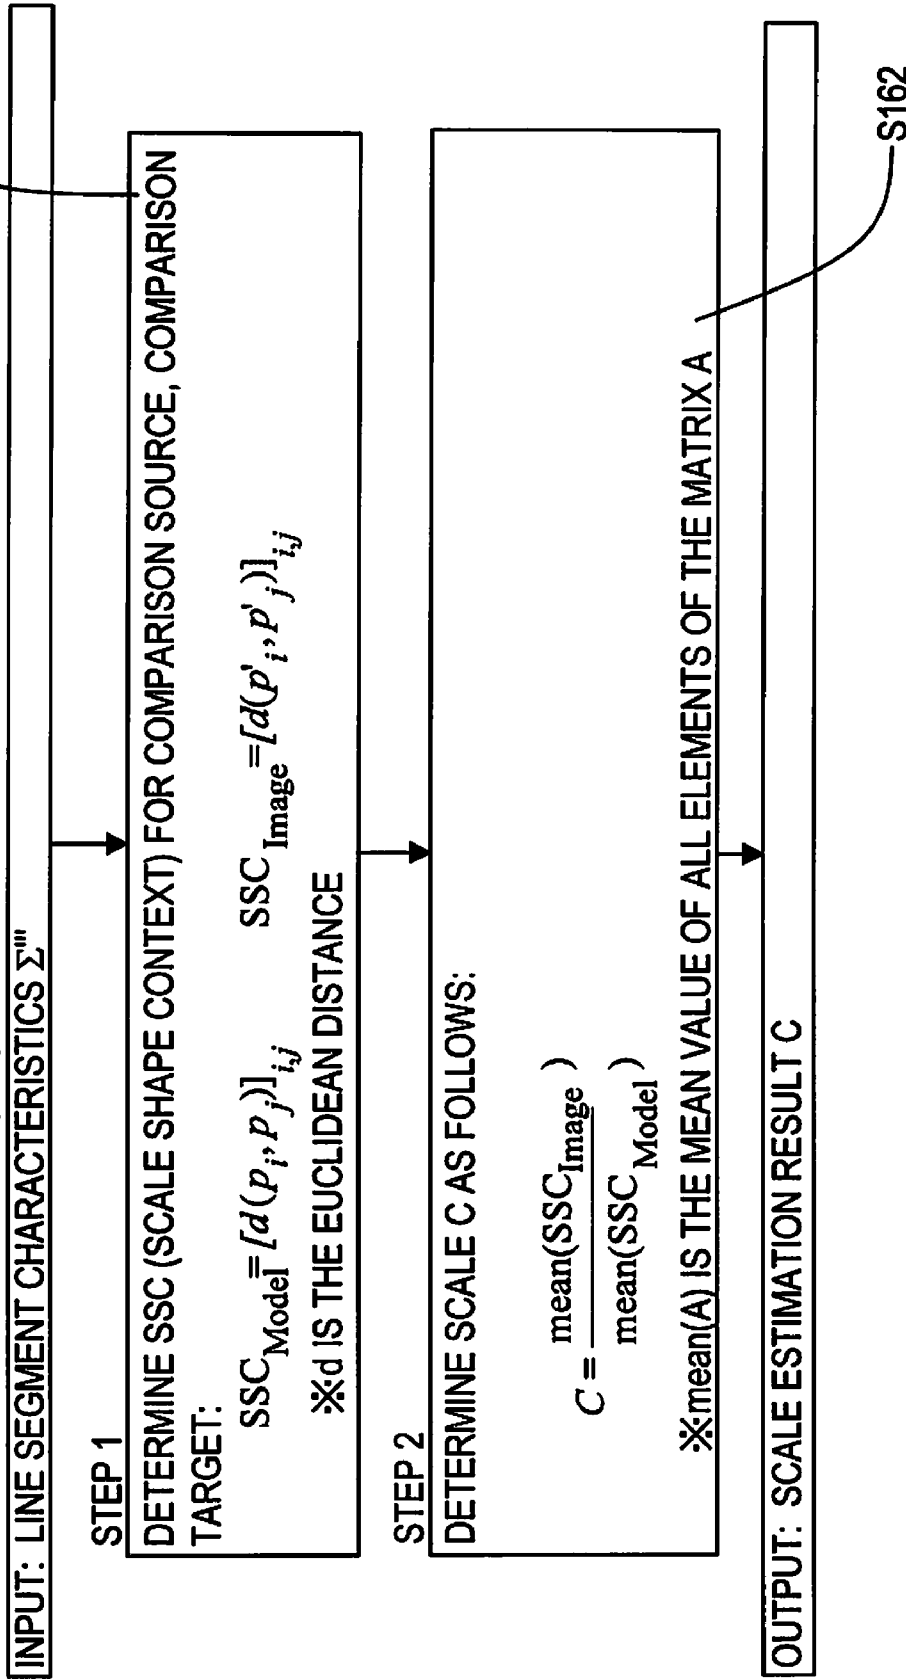 INPUT: LINE SEGMENT CHARACTERISTICS Σ""
STEP 1
DETERMINE SSC (SCALE SHAPE CONTEXT) FOR COMPARISON SOURCE, COMPARISON
TARGET:
SSC_Model=[d(p_i, p_j)]_i,j SSC_Image=[d(p'_i, p'_j)]_i,j
※d IS THE EUCLIDEAN DISTANCE
STEP 2
DETERMINE SCALE C AS FOLLOWS:
C = mean(SSC_Image) / mean(SSC_Model)
※mean(A) IS THE MEAN VALUE OF ALL ELEMENTS OF THE MATRIX A
S162
OUTPUT: SCALE ESTIMATION RESULT C